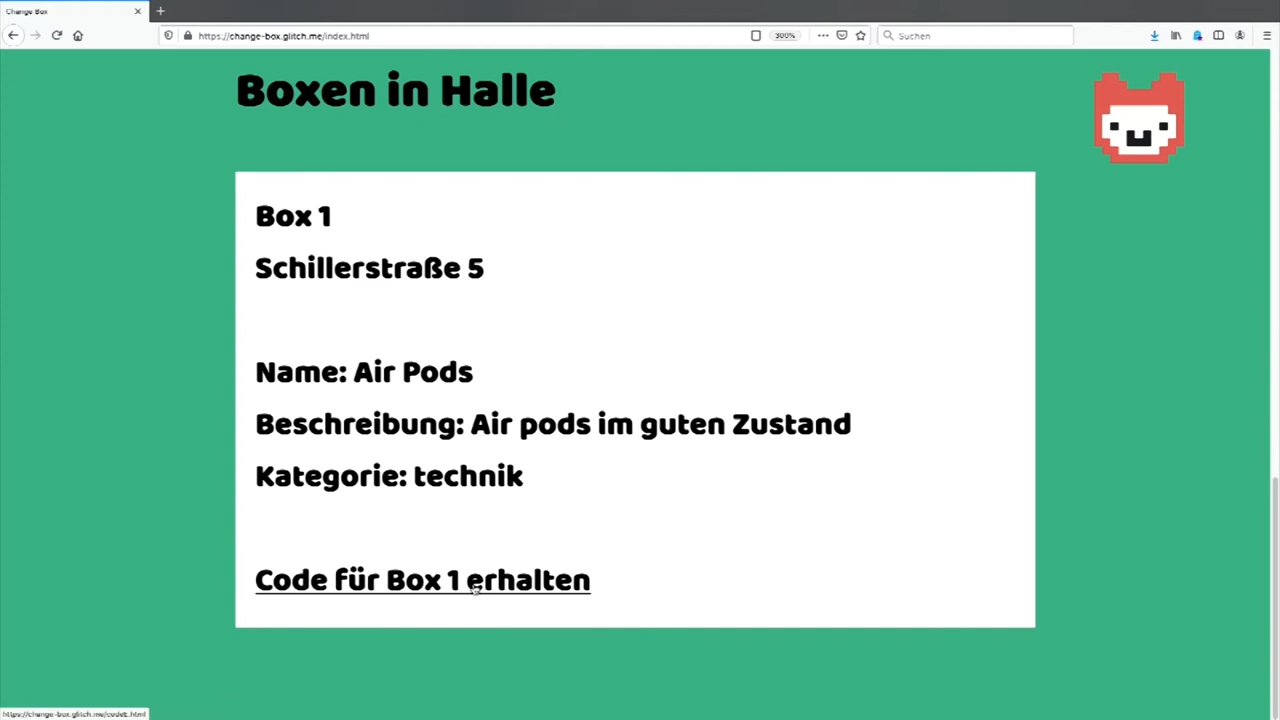 Change Box
https://change-box.glitch.me/index.html
300%
Suchen
Boxen in Halle
Box 1
Schillerstraße 5
Name: Air Pods
Beschreibung: Air pods im guten Zustand
Kategorie: technik
Code für Box 1 erhalten